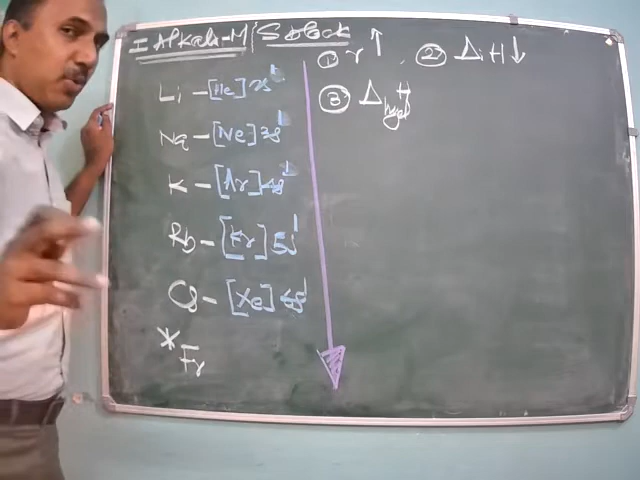 I Alkali-M/ S block
① r ↑ , ② ΔiH ↓
③ ΔhydH
Li - [He] 2s¹
Na - [Ne] 3s¹
K - [Ar] 4s¹
Rb - [Kr] 5s¹
Cs - [Xe] 6s¹
* Fr